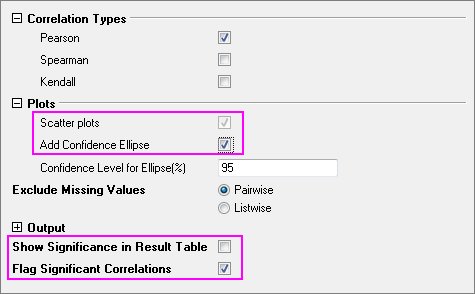 Correlation Types
Pearson
Spearman
Kendall
Plots
Scatter plots
Add Confidence Ellipse
Confidence Level for Ellipse(%) 95
Exclude Missing Values Pairwise
Listwise
Output
Show Significance in Result Table
Flag Significant Correlations